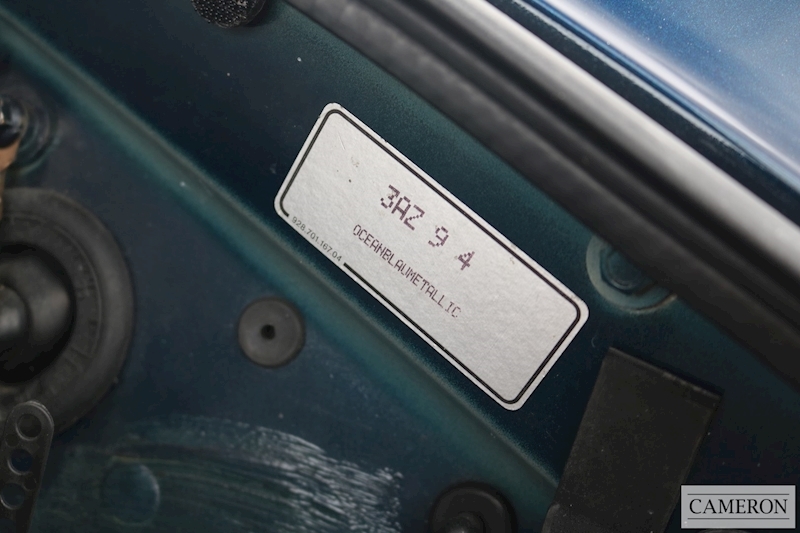 3AZ 9 4
OCEANBLAUMETALLIC
928.701.167.04
CAMERON